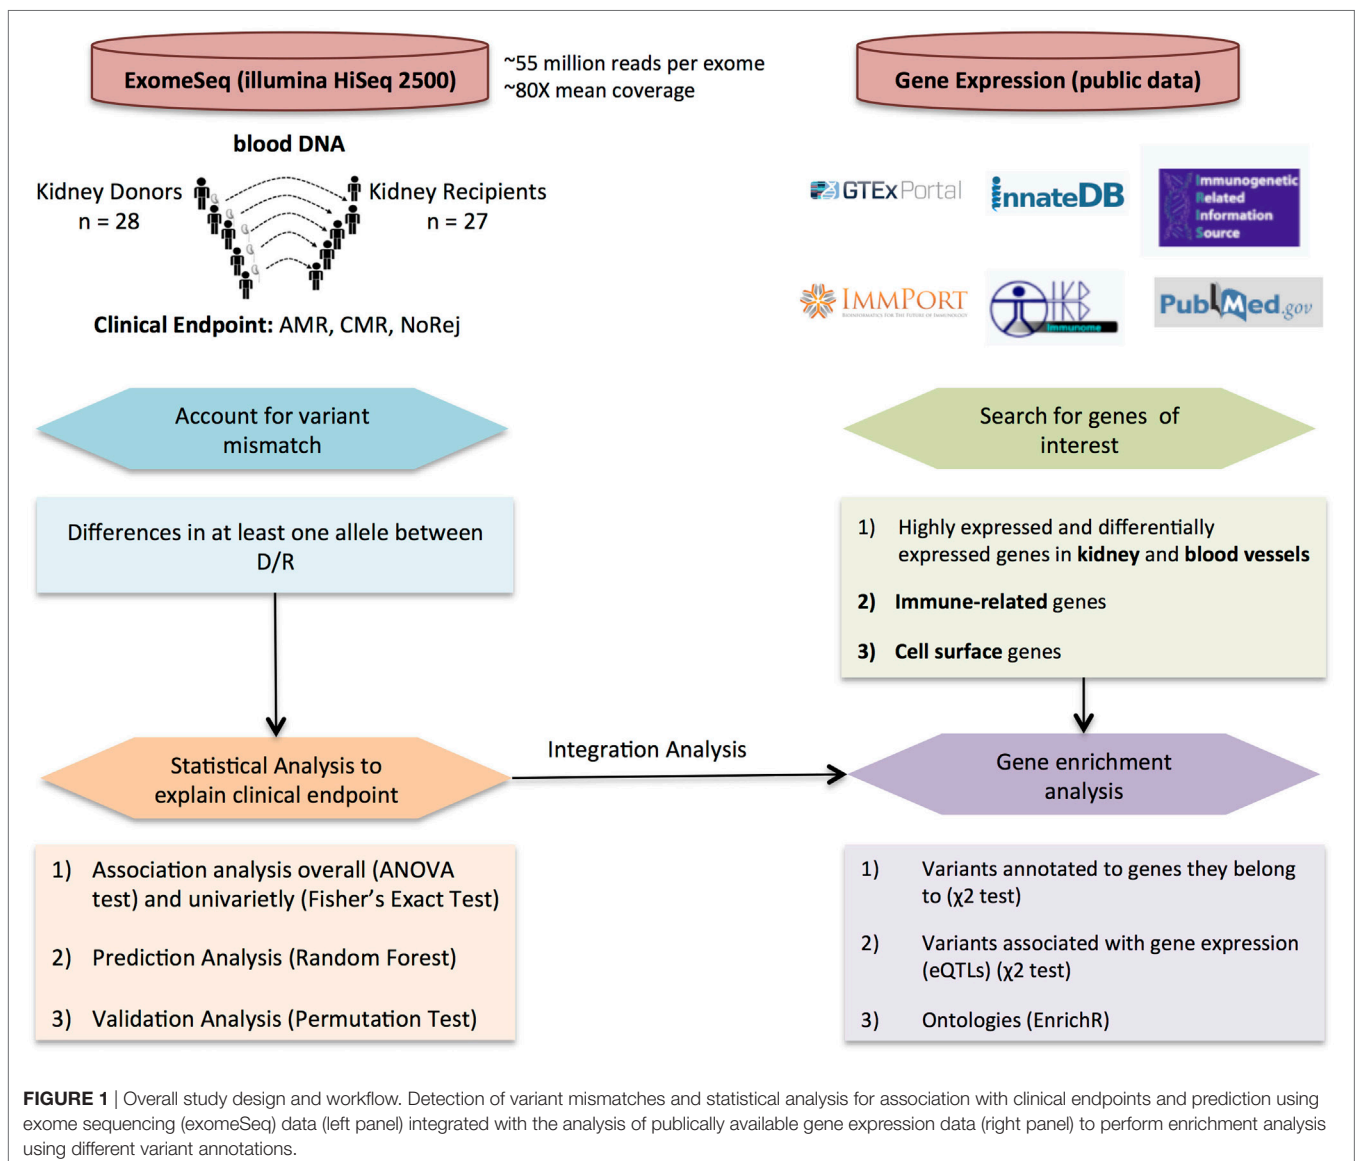 ExomeSeq (illumina HiSeq 2500)
~55 million reads per exome
~80X mean coverage
blood DNA
Kidney Donors
n = 28
Kidney Recipients
n = 27
Clinical Endpoint: AMR, CMR, NoRej
Gene Expression (public data)
GTExPortal
innateDB
Immunogenetic
Related
Information
Source
IMMPORT
BIOINFORMATICS FOR THE FUTURE OF IMMUNOLOGY
IKB
Immunome
PubMed.gov
Account for variant
mismatch
Differences in at least one allele between
D/R
Statistical Analysis to
explain clinical endpoint
1) Association analysis overall (ANOVA
test) and univarietly (Fisher's Exact Test)
2) Prediction Analysis (Random Forest)
3) Validation Analysis (Permutation Test)
Integration Analysis
Search for genes of
interest
1) Highly expressed and differentially
expressed genes in kidney and blood vessels
2) Immune-related genes
3) Cell surface genes
Gene enrichment
analysis
1) Variants annotated to genes they belong
to (χ2 test)
2) Variants associated with gene expression
(eQTLs) (χ2 test)
3) Ontologies (EnrichR)
FIGURE 1 | Overall study design and workflow. Detection of variant mismatches and statistical analysis for association with clinical endpoints and prediction using
exome sequencing (exomeSeq) data (left panel) integrated with the analysis of publically available gene expression data (right panel) to perform enrichment analysis
using different variant annotations.